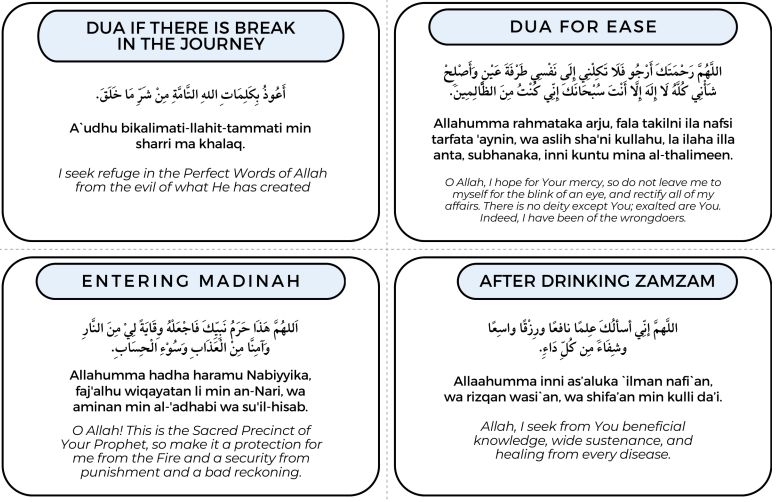 DUA IF THERE IS BREAK
IN THE JOURNEY
أَعُوذُ بِكَلِمَاتِ اللهِ التَّامَّةِ مِنْ شَرِّ مَا خَلَقَ.
A`udhu bikalimati-llahit-tammati min
sharri ma khalaq.
I seek refuge in the Perfect Words of Allah
from the evil of what He has created
DUA FOR EASE
اللَّهُمَّ رَحْمَتَكَ أَرْجُو فَلَا تَكِلْنِي إِلَى نَفْسِي طَرْفَةَ عَيْنٍ وَأَصْلِحْ
شَأْنِي كُلَّهُ لَا إِلَهَ إِلَّا أَنْتَ سُبْحَانَكَ إِنِّي كُنْتُ مِنَ الظَّالِمِينَ.
Allahumma rahmataka arju, fala takilni ila nafsi
tarfata 'aynin, wa aslih sha'ni kullahu, la ilaha illa
anta, subhanaka, inni kuntu mina al-thalimeen.
O Allah, I hope for Your mercy, so do not leave me to
myself for the blink of an eye, and rectify all of my
affairs. There is no deity except You; exalted are You.
Indeed, I have been of the wrongdoers.
ENTERING MADINAH
اَللهُمَّ هَذَا حَرَمُ نَبِيِّكَ فَاجْعَلْهُ وِقَايَةً لِيْ مِنَ النَّارِ
وَآمِنًا مِنْ الْعَذَابِ وَسُوْءِ الْحِسَابِ.
Allahumma hadha haramu Nabiyyika,
faj'alhu wiqayatan li min an-Nari, wa
aminan min al-'adhabi wa su'il-hisab.
O Allah! This is the Sacred Precinct of
Your Prophet, so make it a protection for
me from the Fire and a security from
punishment and a bad reckoning.
AFTER DRINKING ZAMZAM
اللهمَّ إنِّي أسألُكَ عِلمًا نافعًا ورِزْقًا واسِعًا
وشِفَاءً مِن كُلِّ دَاءٍ.
Allaahumma inni as’aluka `ilman nafi`an,
wa rizqan wasi`an, wa shifa’an min kulli da’i.
Allah, I seek from You beneficial
knowledge, wide sustenance, and
healing from every disease.